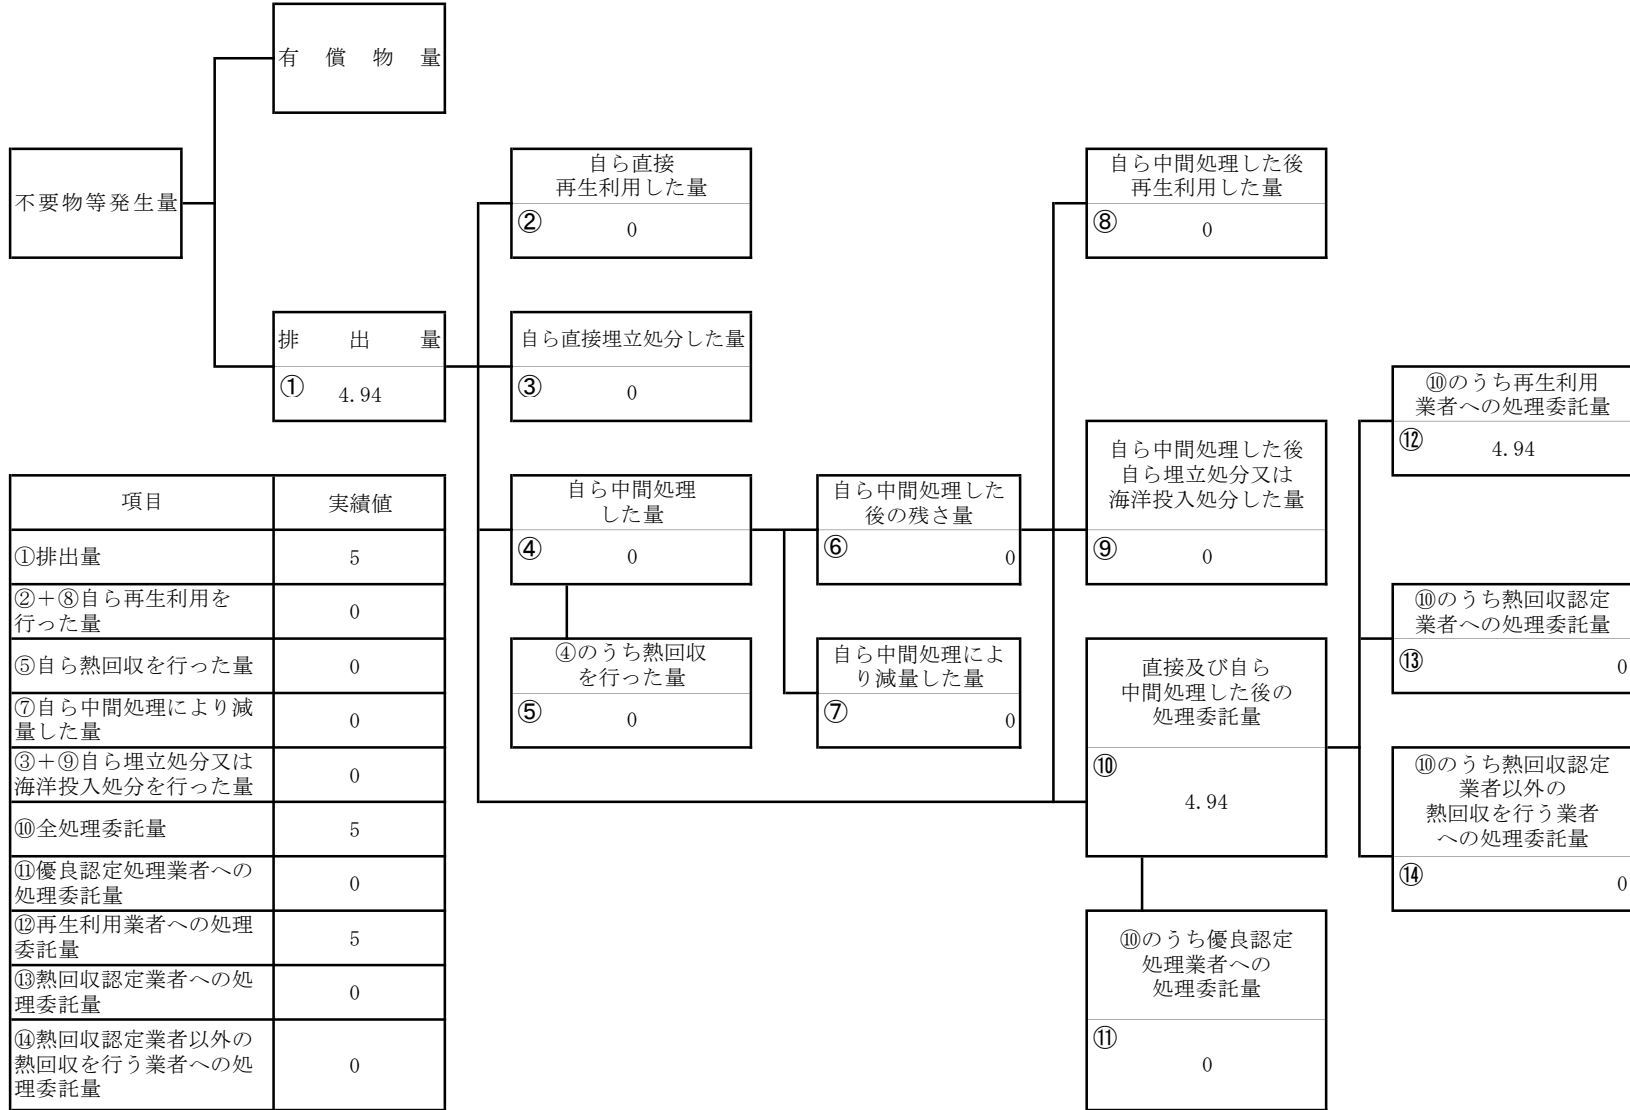 有償物量
不要物等発生量
排出量
①
4.94
自ら直接
再生利用した量
②
0
自ら直接埋立処分した量
③
0
自ら中間処理
した量
④
0
④のうち熱回収
を行った量
⑤
0
自ら中間処理した
後の残さ量
⑥
0
自ら中間処理によ
り減量した量
⑦
0
自ら中間処理した後
再生利用した量
⑧
0
自ら中間処理した後
自ら埋立処分又は
海洋投入処分した量
⑨
0
直接及び自ら
中間処理した後の
処理委託量
⑩
4.94
⑩のうち優良認定
処理業者への
処理委託量
⑪
0
⑩のうち再生利用
業者への処理委託量
⑫
4.94
⑩のうち熱回収認定
業者への処理委託量
⑬
0
⑩のうち熱回収認定
業者以外の
熱回収を行う業者
への処理委託量
⑭
0
項目 実績値
①排出量 5
②+⑧自ら再生利用を
行った量 0
⑤自ら熱回収を行った量 0
⑦自ら中間処理により減
量した量 0
③+⑨自ら埋立処分又は
海洋投入処分を行った量 0
⑩全処理委託量 5
⑪優良認定処理業者への
処理委託量 0
⑫再生利用業者への処理
委託量 5
⑬熱回収認定業者への処
理委託量 0
⑭熱回収認定業者以外の
熱回収を行う業者への処
理委託量 0